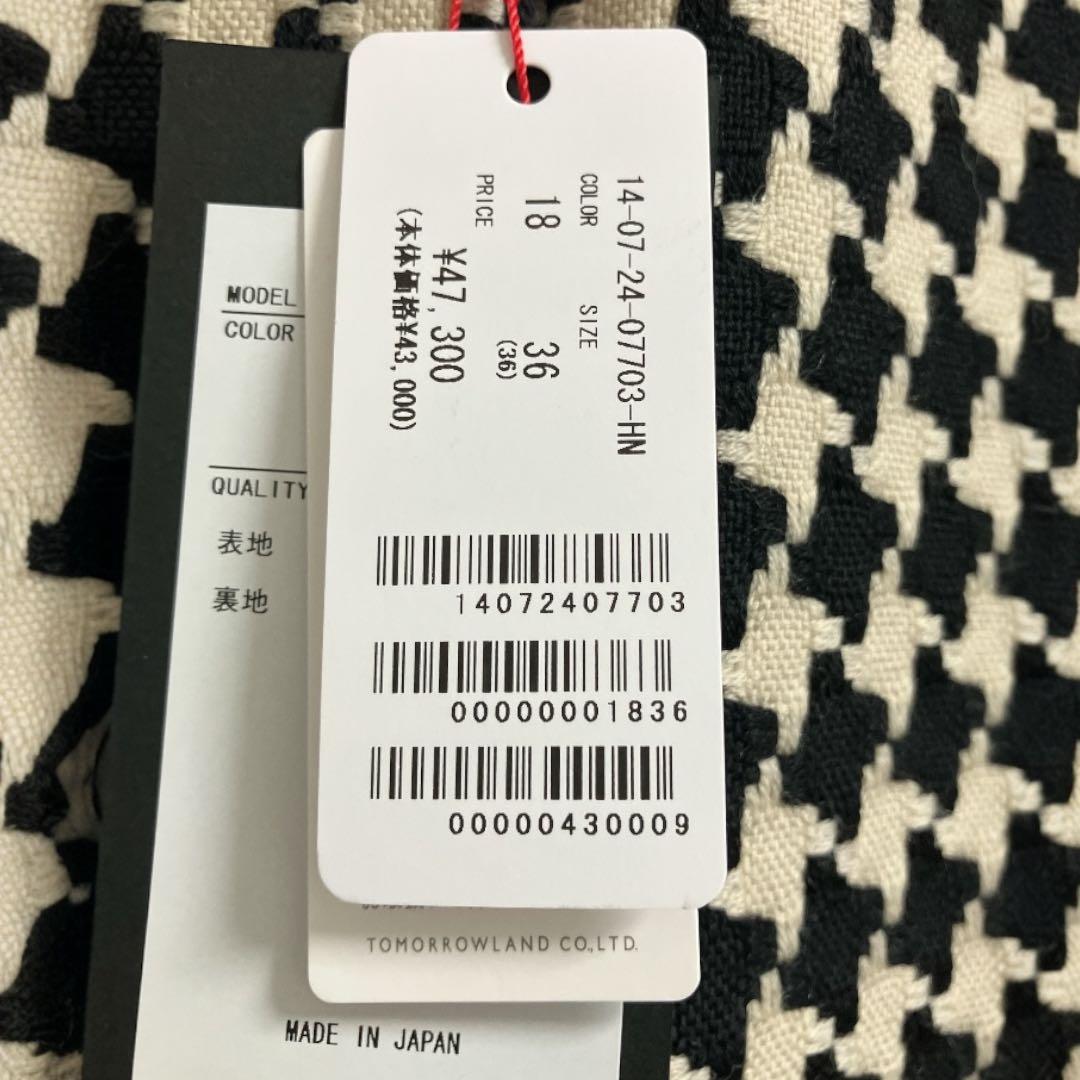 14-07-24-07703-HN
COLOR SIZE
18 36
(36)
PRICE
¥47,300
(本体価格¥43,000)
14072407703
00000001836
00000430009
TOMORROWLAND CO.,LTD.
MODEL
COLOR
QUALITY
表地
裏地
MADE IN JAPAN